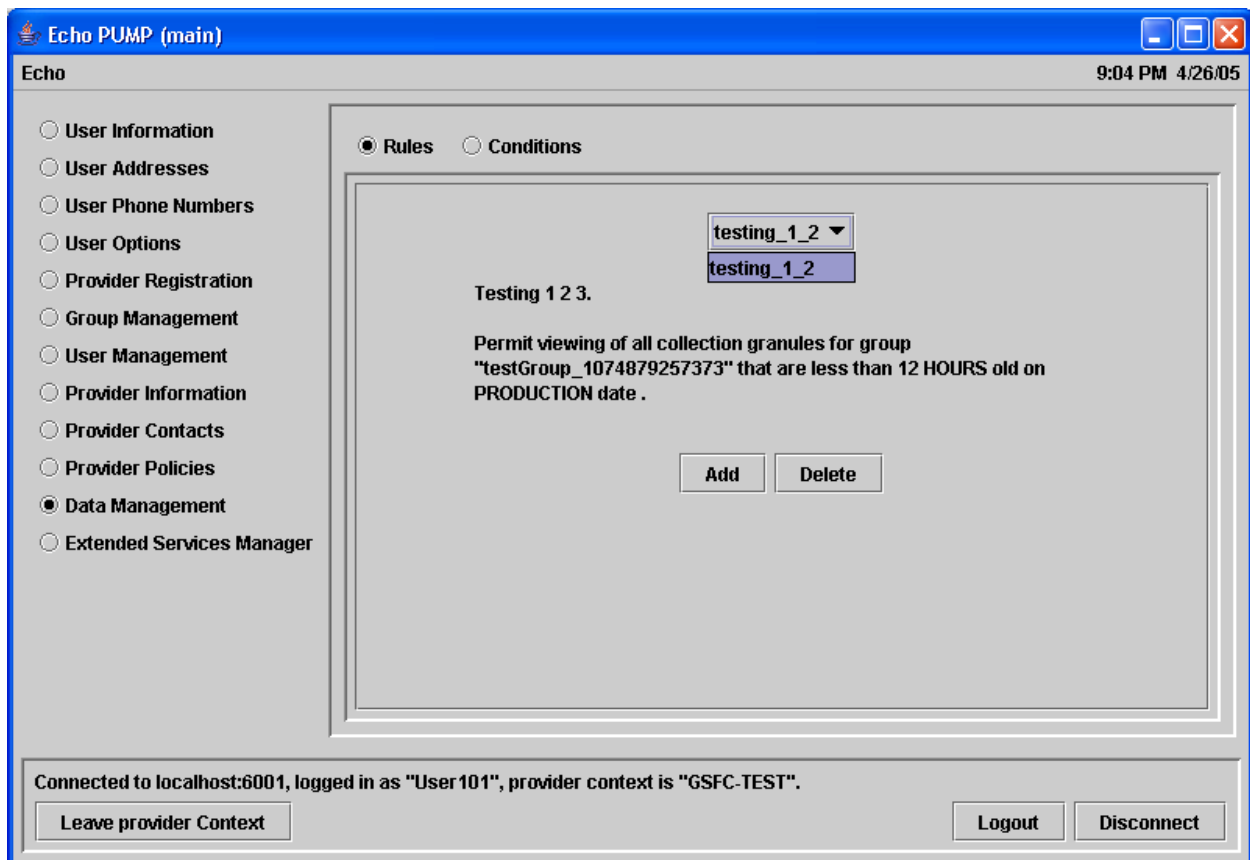 Echo PUMP (main)
Echo
9:04 PM 4/26/05
User Information
User Addresses
User Phone Numbers
User Options
Provider Registration
Group Management
User Management
Provider Information
Provider Contacts
Provider Policies
Data Management
Extended Services Manager
Rules
Conditions
testing_1_2
testing_1_2
Testing 1 2 3.
Permit viewing of all collection granules for group
"testGroup_1074879257373" that are less than 12 HOURS old on
PRODUCTION date .
Add
Delete
Connected to localhost:6001, logged in as "User101", provider context is "GSFC-TEST".
Leave provider Context
Logout
Disconnect